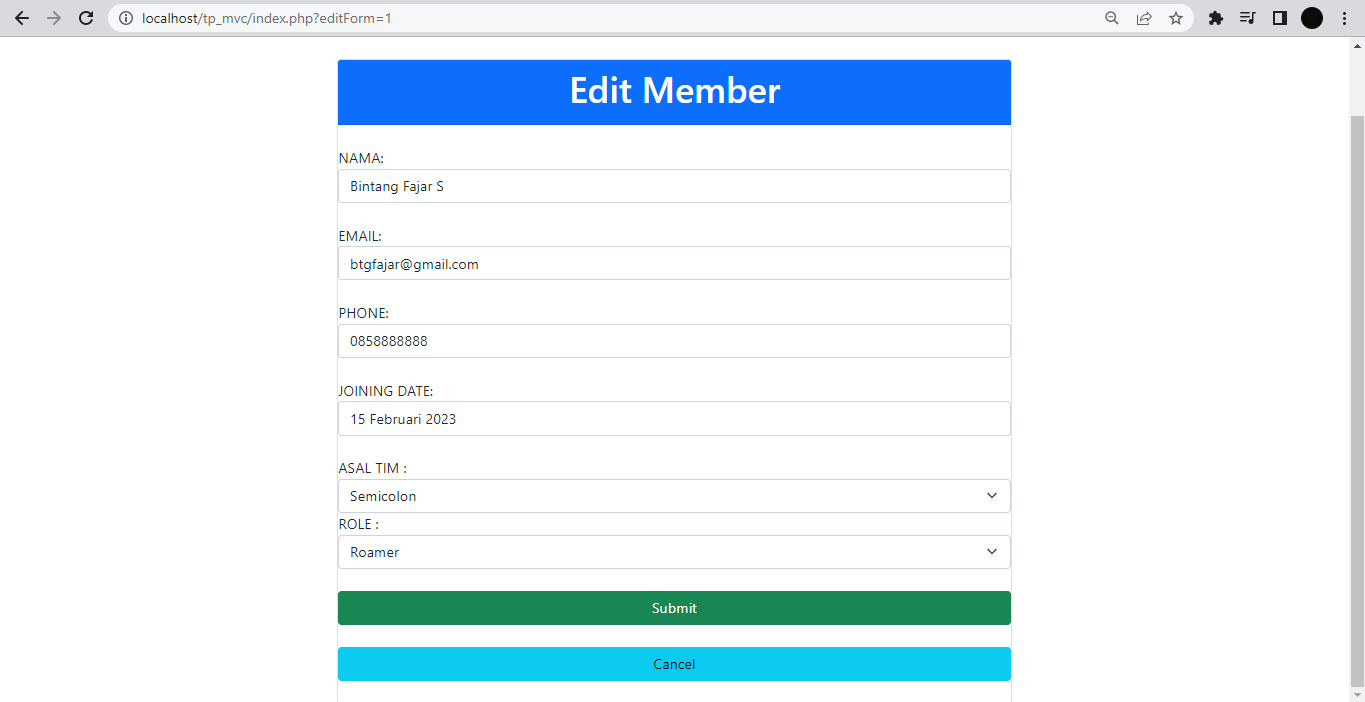 localhost/tp_mvc/index.php?editForm=1
Edit Member
NAMA:
Bintang Fajar S
EMAIL:
btgfajar@gmail.com
PHONE:
0858888888
JOINING DATE:
15 Februari 2023
ASAL TIM :
Semicolon
ROLE :
Roamer
Submit
Cancel